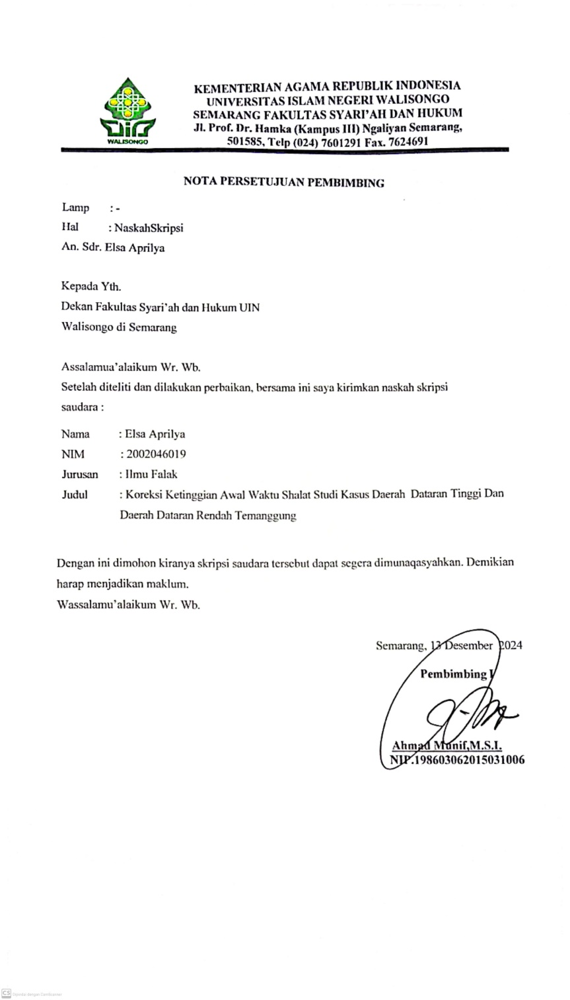 KEMENTERIAN AGAMA REPUBLIK INDONESIA
UNIVERSITAS ISLAM NEGERI WALISONGO
SEMARANG FAKULTAS SYARI'AH DAN HUKUM
Jl. Prof. Dr. Hamka (Kampus III) Ngaliyan Semarang,
501585, Telp (024) 7601291 Fax. 7624691
WALISONGO
NOTA PERSETUJUAN PEMBIMBING
Lamp : -
Hal : NaskahSkripsi
An. Sdr. Elsa Aprilya
Kepada Yth.
Dekan Fakultas Syari'ah dan Hukum UIN
Walisongo di Semarang
Assalamua'alaikum Wr. Wb.
Setelah diteliti dan dilakukan perbaikan, bersama ini saya kirimkan naskah skripsi
saudara :
Nama : Elsa Aprilya
NIM : 2002046019
Jurusan : Ilmu Falak
Judul : Koreksi Ketinggian Awal Waktu Shalat Studi Kasus Daerah Dataran Tinggi Dan
Daerah Dataran Rendah Temanggung
Dengan ini dimohon kiranya skripsi saudara tersebut dapat segera dimunaqasyahkan. Demikian
harap menjadikan maklum.
Wassalamu'alaikum Wr. Wb.
Semarang, 13 Desember 2024
Pembimbing I
Ahmad Munif,M.S.I.
NIP.198603062015031006
CS Dipindai dengan CamScanner